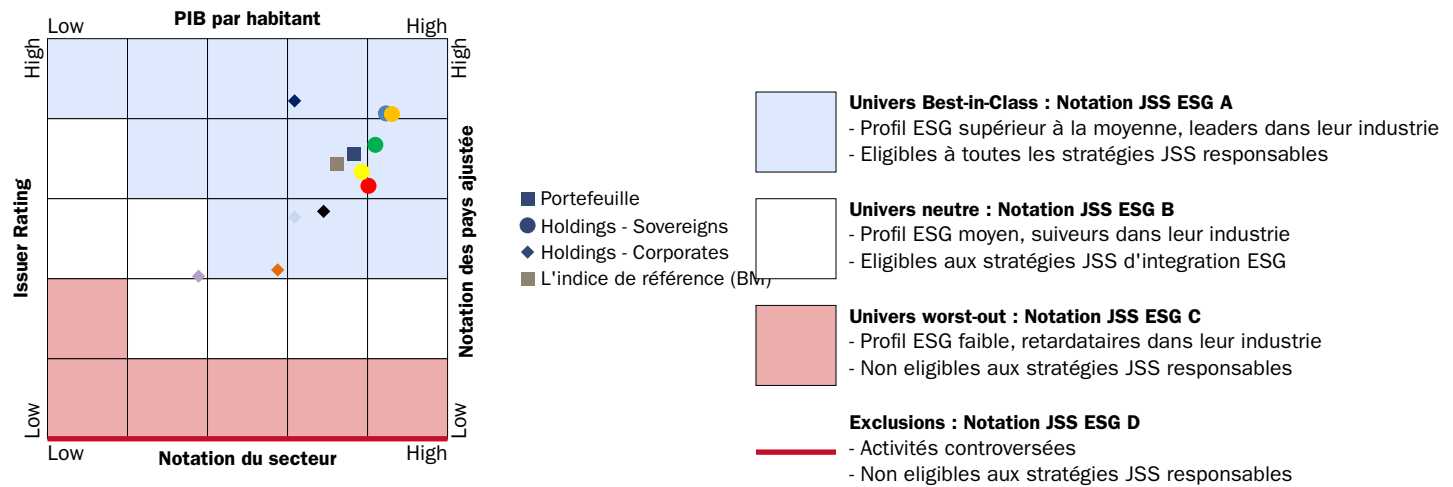 PIB par habitant
Low
High
High
High
Issuer Rating
Notation des pays ajustée
Low
Low
Low
High
Notation du secteur
Portefeuille
Holdings - Sovereigns
Holdings - Corporates
L'indice de référence (BM)
Univers Best-in-Class : Notation JSS ESG A
- Profil ESG supérieur à la moyenne, leaders dans leur industrie
- Eligibles à toutes les stratégies JSS responsables
Univers neutre : Notation JSS ESG B
- Profil ESG moyen, suiveurs dans leur industrie
- Eligibles aux stratégies JSS d'integration ESG
Univers worst-out : Notation JSS ESG C
- Profil ESG faible, retardataires dans leur industrie
- Non eligibles aux stratégies JSS responsables
Exclusions : Notation JSS ESG D
- Activités controversées
- Non eligibles aux stratégies JSS responsables